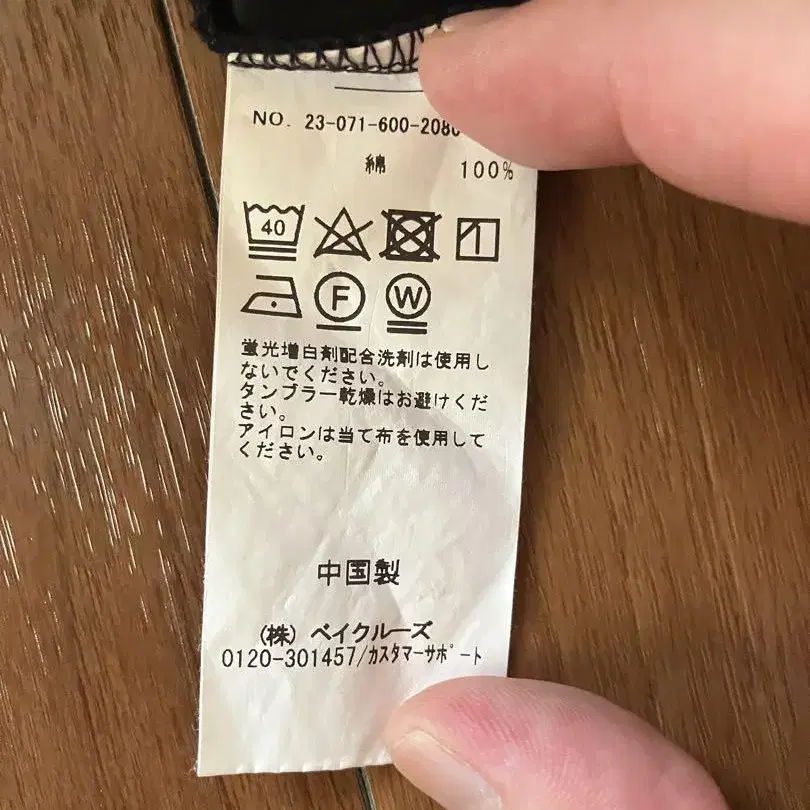 NO. 23-071-600-208
綿 100%
40
F W
蛍光増白剤配合洗剤は使用し
ないでください。
タンブラー乾燥はお避けくだ
さい。
アイロンは当て布を使用して
ください。
中国製
(株) ベイクルーズ
0120-301457/カスタマーサポート